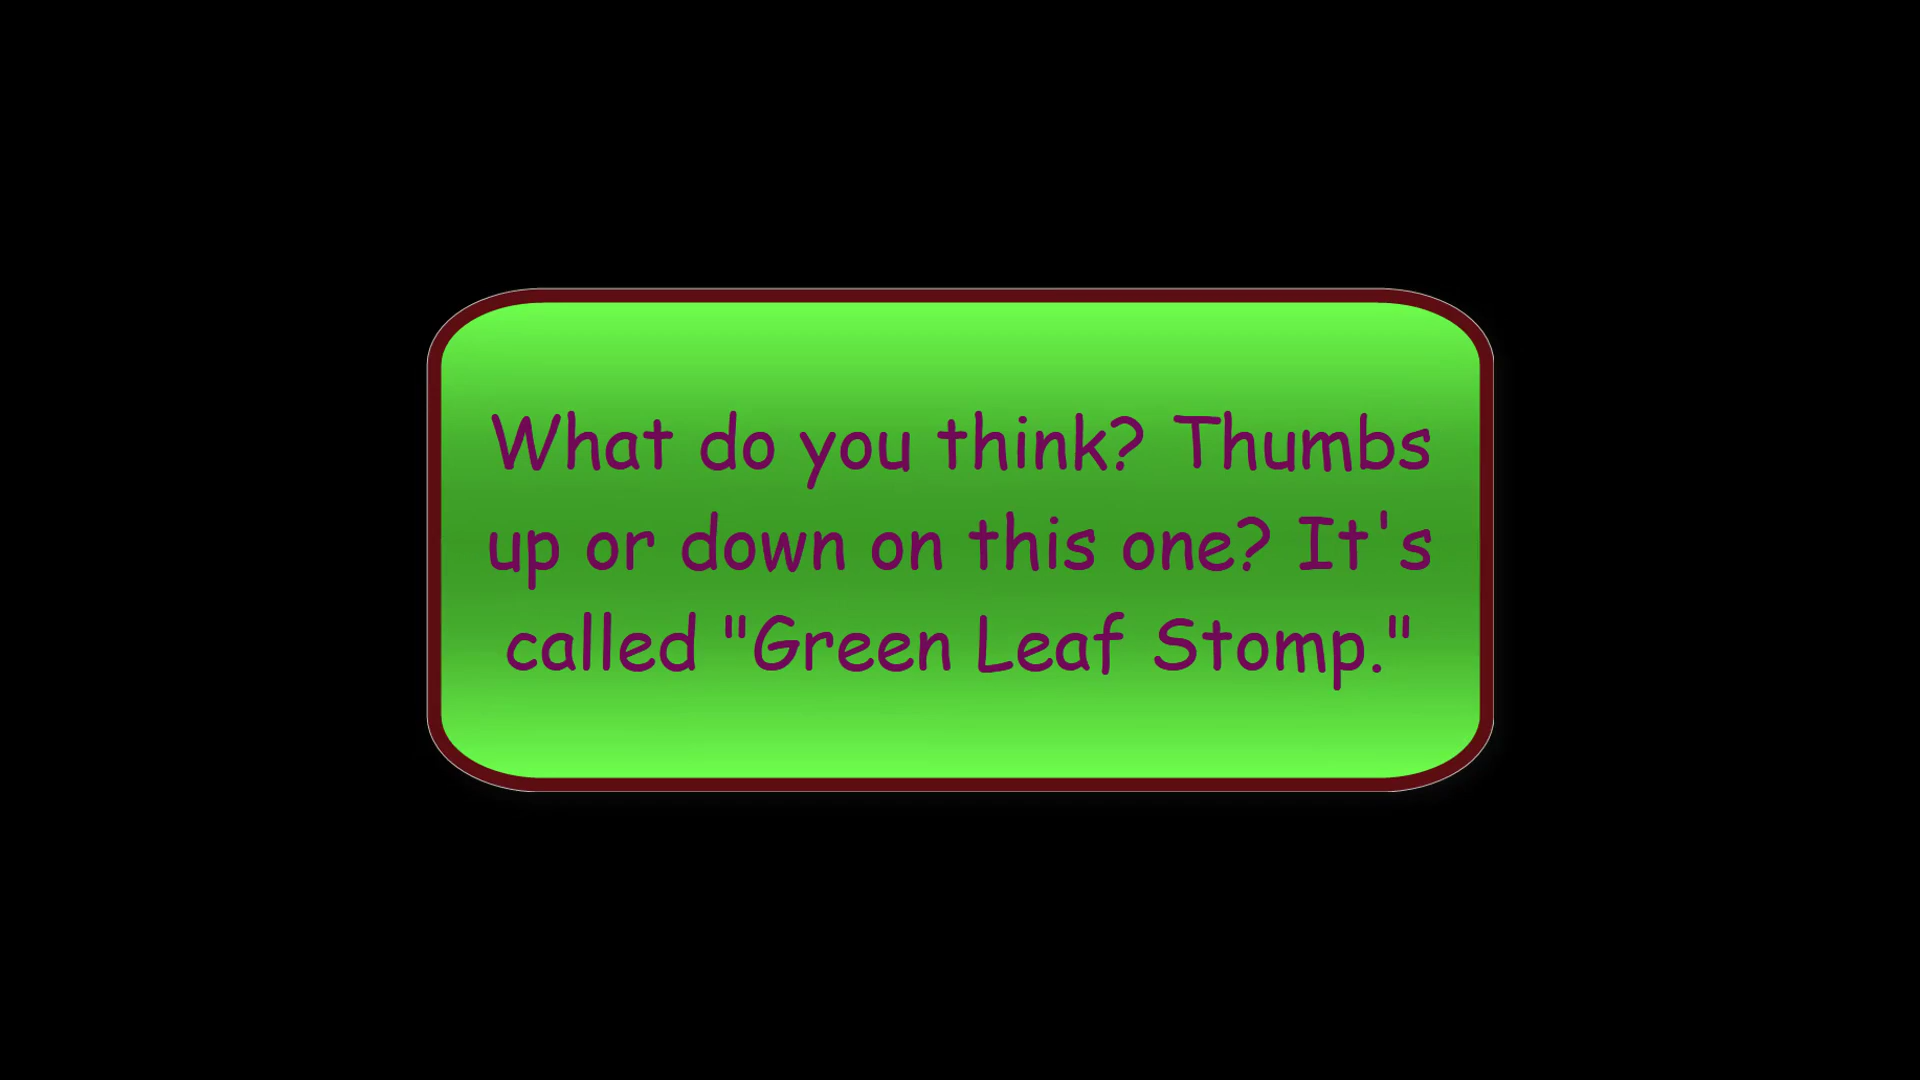 What do you think? Thumbs
up or down on this one? It's
called "Green Leaf Stomp."